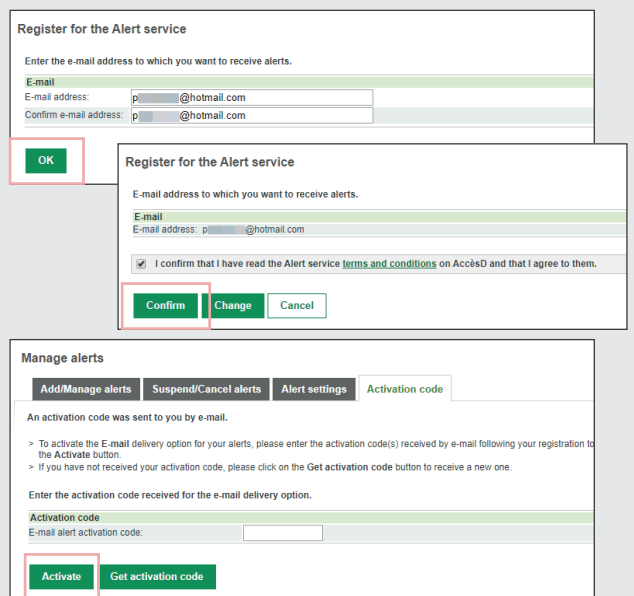 Register for the Alert service
Enter the e-mail address to which you want to receive alerts.
E-mail
E-mail address: p @hotmail.com
Confirm e-mail address: p @hotmail.com
OK
Register for the Alert service
E-mail address to which you want to receive alerts.
E-mail
E-mail address: p @hotmail.com
I confirm that I have read the Alert service terms and conditions on AccèsD and that I agree to them.
Confirm Change Cancel
Manage alerts
Add/Manage alerts Suspend/Cancel alerts Alert settings Activation code
An activation code was sent to you by e-mail.
> To activate the E-mail delivery option for your alerts, please enter the activation code(s) received by e-mail following your registration to
the Activate button.
> If you have not received your activation code, please click on the Get activation code button to receive a new one.
Enter the activation code received for the e-mail delivery option.
Activation code
E-mail alert activation code:
Activate Get activation code